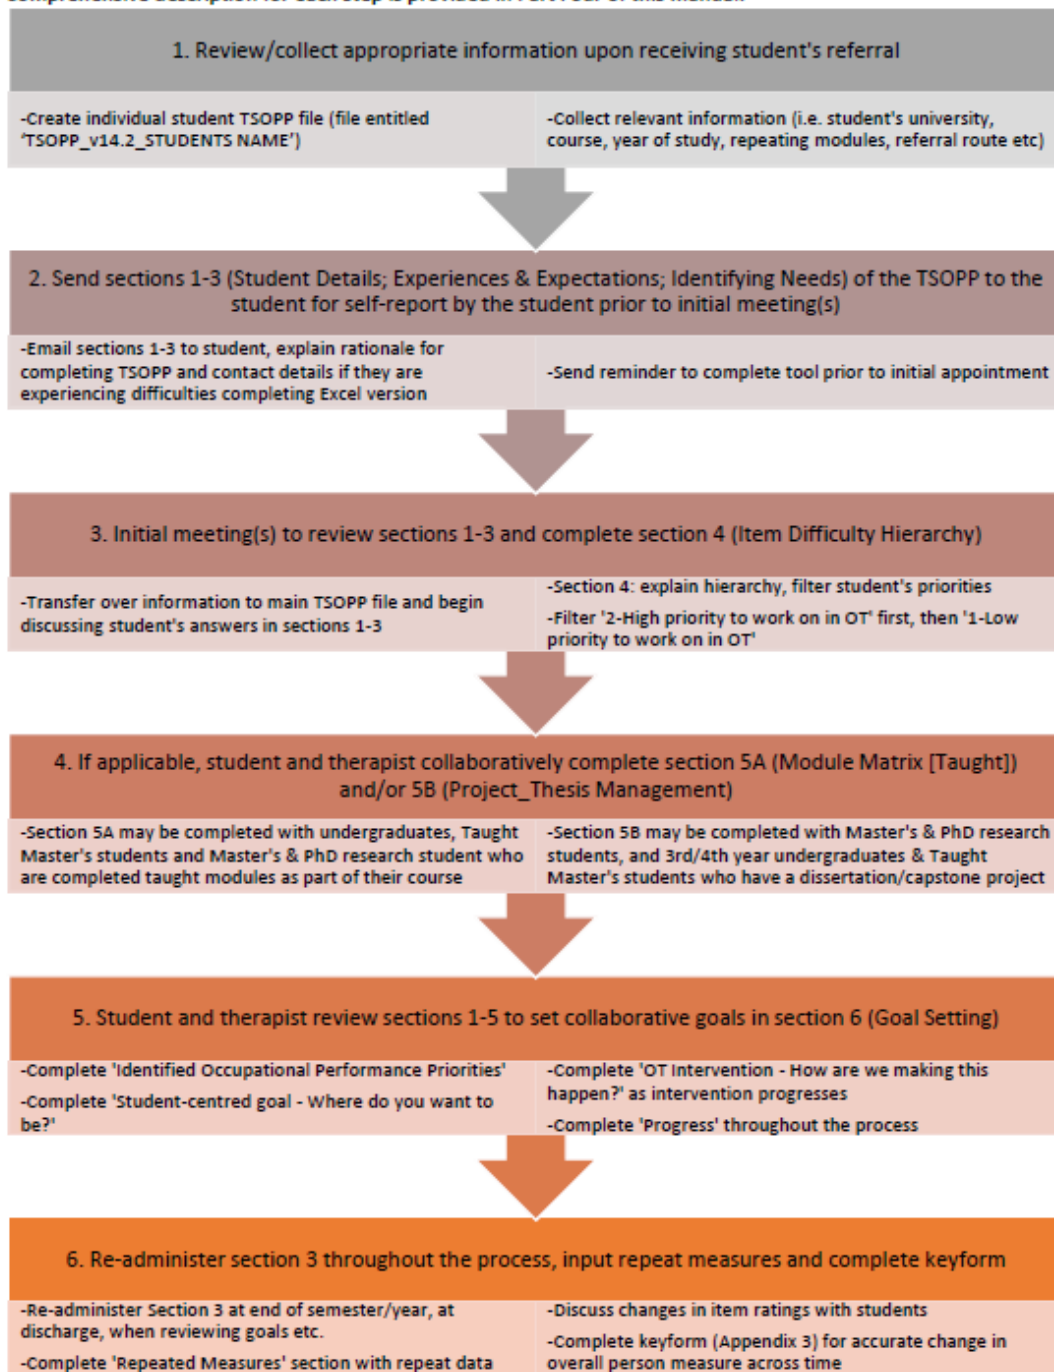 comprehensive description for each step is provided in Part Four of this manual.
1. Review/collect appropriate information upon receiving student's referral
-Create individual student TSOPP file (file entitled
‘TSOPP_v14.2_STUDENTS NAME’)
-Collect relevant information (i.e. student's university,
course, year of study, repeating modules, referral route etc)
2. Send sections 1-3 (Student Details; Experiences & Expectations; Identifying Needs) of the TSOPP to the
student for self-report by the student prior to initial meeting(s)
-Email sections 1-3 to student, explain rationale for
completing TSOPP and contact details if they are
experiencing difficulties completing Excel version
-Send reminder to complete tool prior to initial appointment
3. Initial meeting(s) to review sections 1-3 and complete section 4 (Item Difficulty Hierarchy)
-Transfer over information to main TSOPP file and begin
discussing student's answers in sections 1-3
-Section 4: explain hierarchy, filter student's priorities
-Filter '2-High priority to work on in OT' first, then '1-Low
priority to work on in OT'
4. If applicable, student and therapist collaboratively complete section 5A (Module Matrix [Taught])
and/or 5B (Project_Thesis Management)
-Section 5A may be completed with undergraduates, Taught
Master's students and Master's & PhD research student who
are completed taught modules as part of their course
-Section 5B may be completed with Master's & PhD research
students, and 3rd/4th year undergraduates & Taught
Master's students who have a dissertation/capstone project
5. Student and therapist review sections 1-5 to set collaborative goals in section 6 (Goal Setting)
-Complete 'Identified Occupational Performance Priorities'
-Complete 'Student-centred goal - Where do you want to
be?'
-Complete 'OT Intervention - How are we making this
happen?' as intervention progresses
-Complete 'Progress' throughout the process
6. Re-administer section 3 throughout the process, input repeat measures and complete keyform
-Re-administer Section 3 at end of semester/year, at
discharge, when reviewing goals etc.
-Complete 'Repeated Measures' section with repeat data
-Discuss changes in item ratings with students
-Complete keyform (Appendix 3) for accurate change in
overall person measure across time